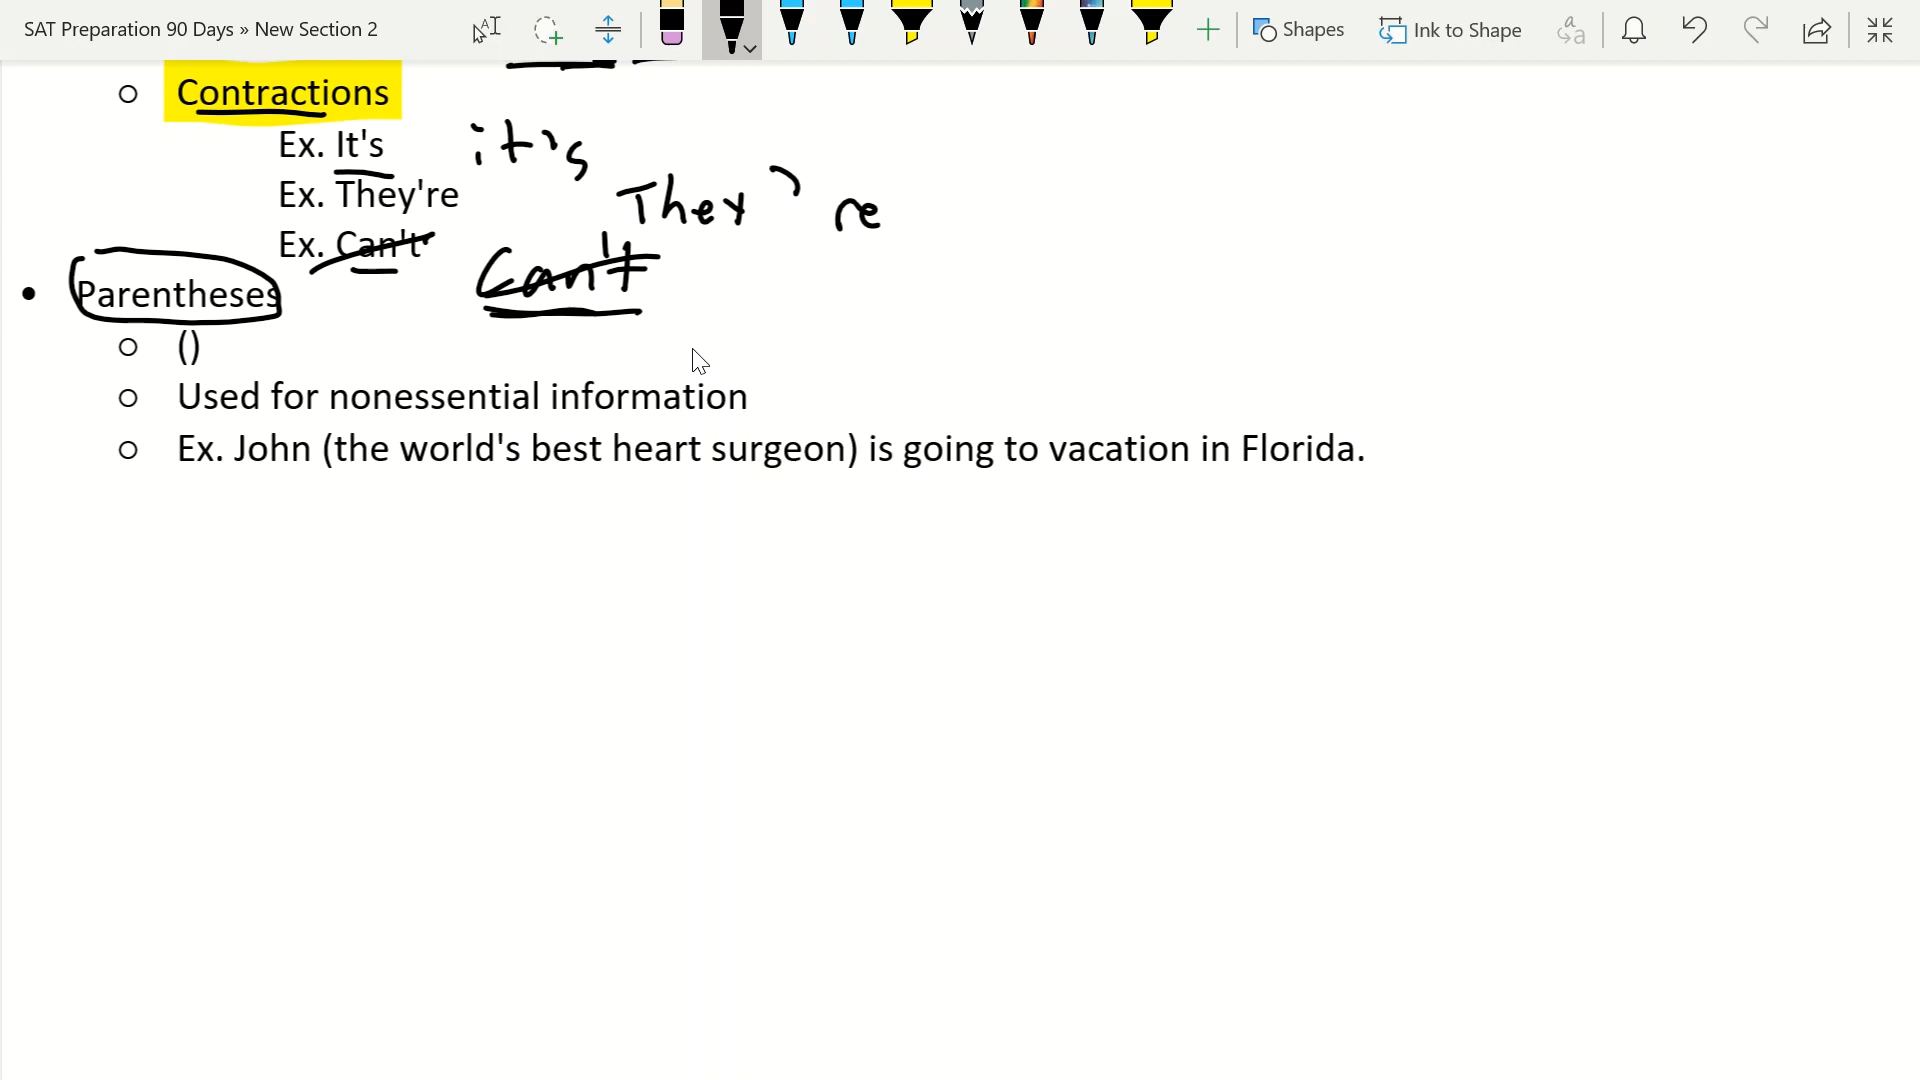 SAT Preparation 90 Days » New Section 2
Shapes
Ink to Shape
○ Contractions
Ex. It's it's
Ex. They're They're
Ex. Can't Can't
• Parentheses
○ ()
○ Used for nonessential information
○ Ex. John (the world's best heart surgeon) is going to vacation in Florida.